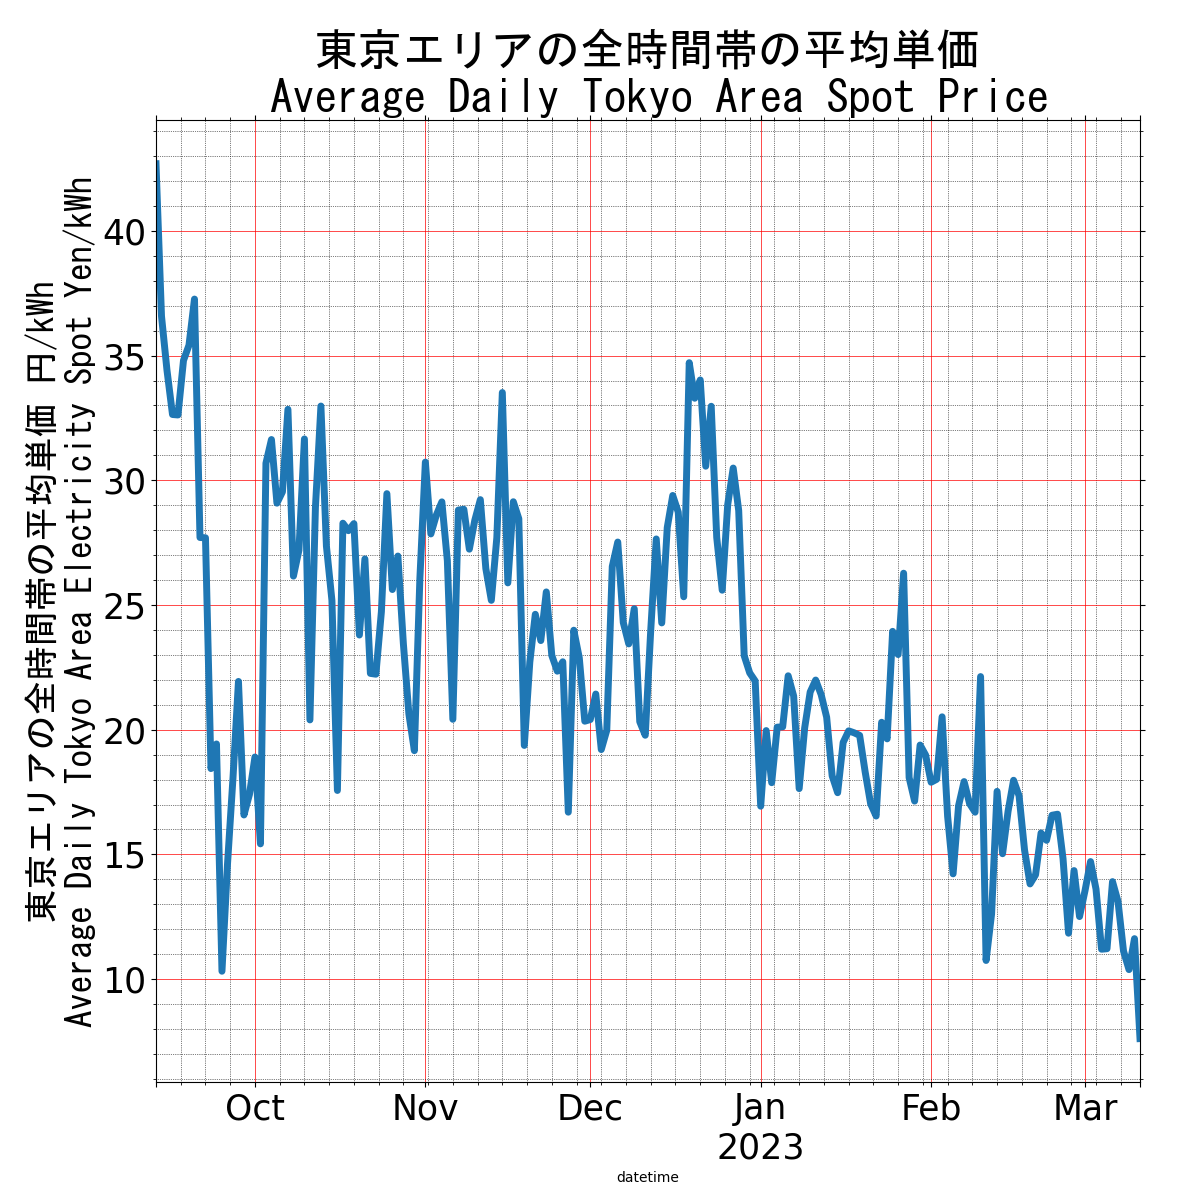 東京エリアの全時間帯の平均単価
Average Daily Tokyo Area Spot Price
東京エリアの全時間帯の平均単価 円/kWh
Average Daily Tokyo Area Electricity Spot Yen/kWh
40
35
30
25
20
15
10
Oct
Nov
Dec
Jan
2023
Feb
Mar
datetime